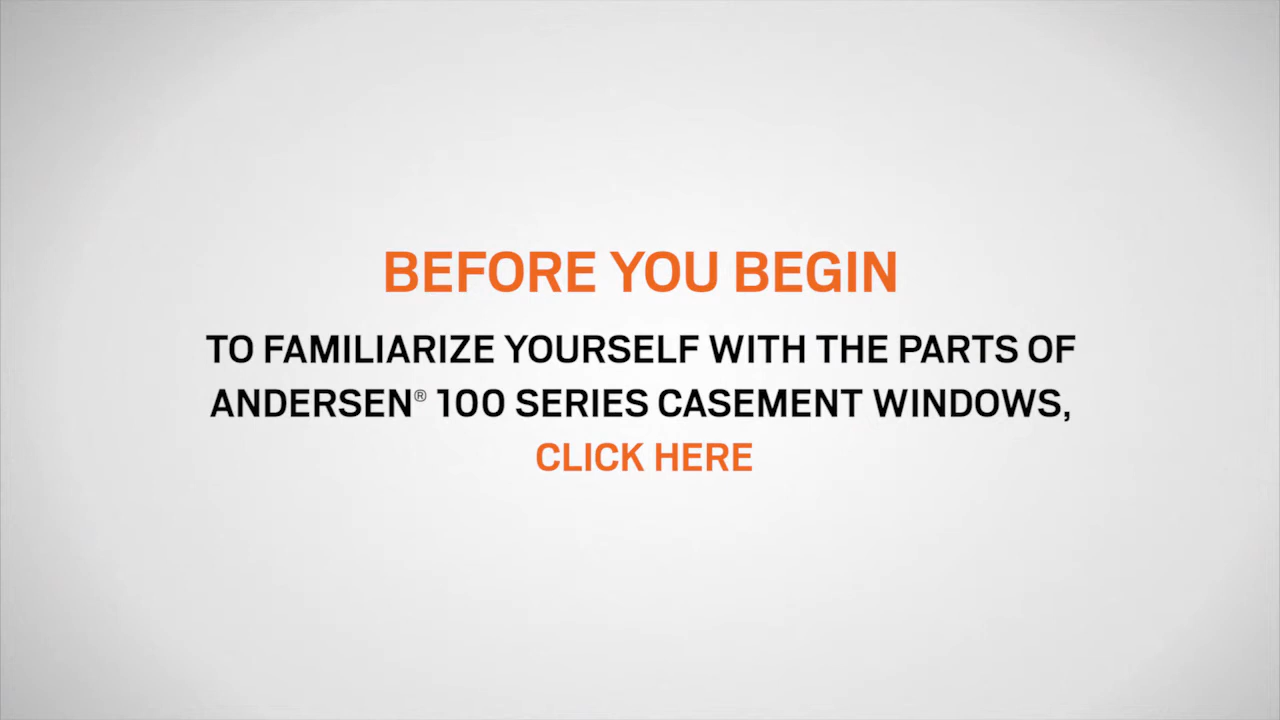 BEFORE YOU BEGIN
TO FAMILIARIZE YOURSELF WITH THE PARTS OF
ANDERSEN® 100 SERIES CASEMENT WINDOWS,
CLICK HERE